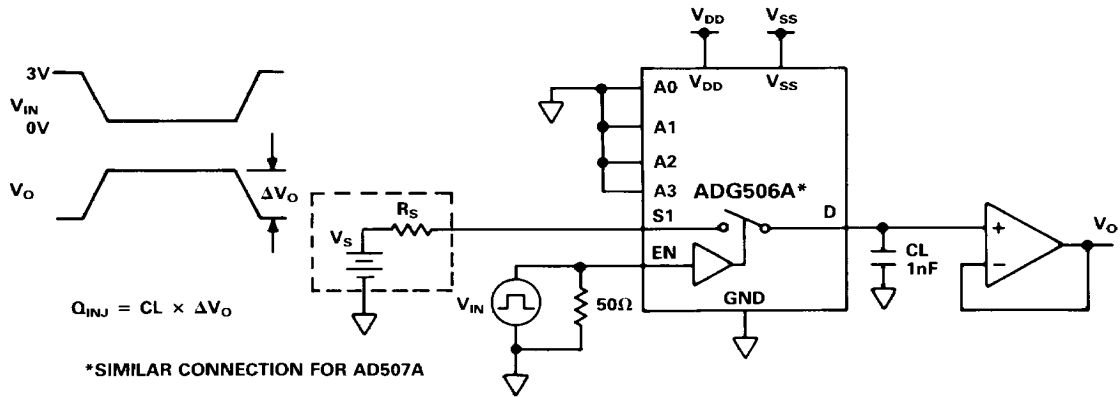 3V
V_IN
0V
V_O
ΔV_O
Q_INJ = CL × ΔV_O
*SIMILAR CONNECTION FOR AD507A
V_S
R_S
V_IN
50Ω
V_DD
V_SS
V_DD
V_SS
A0
A1
A2
A3
ADG506A*
S1
D
EN
GND
CL
1nF
+
−
V_O